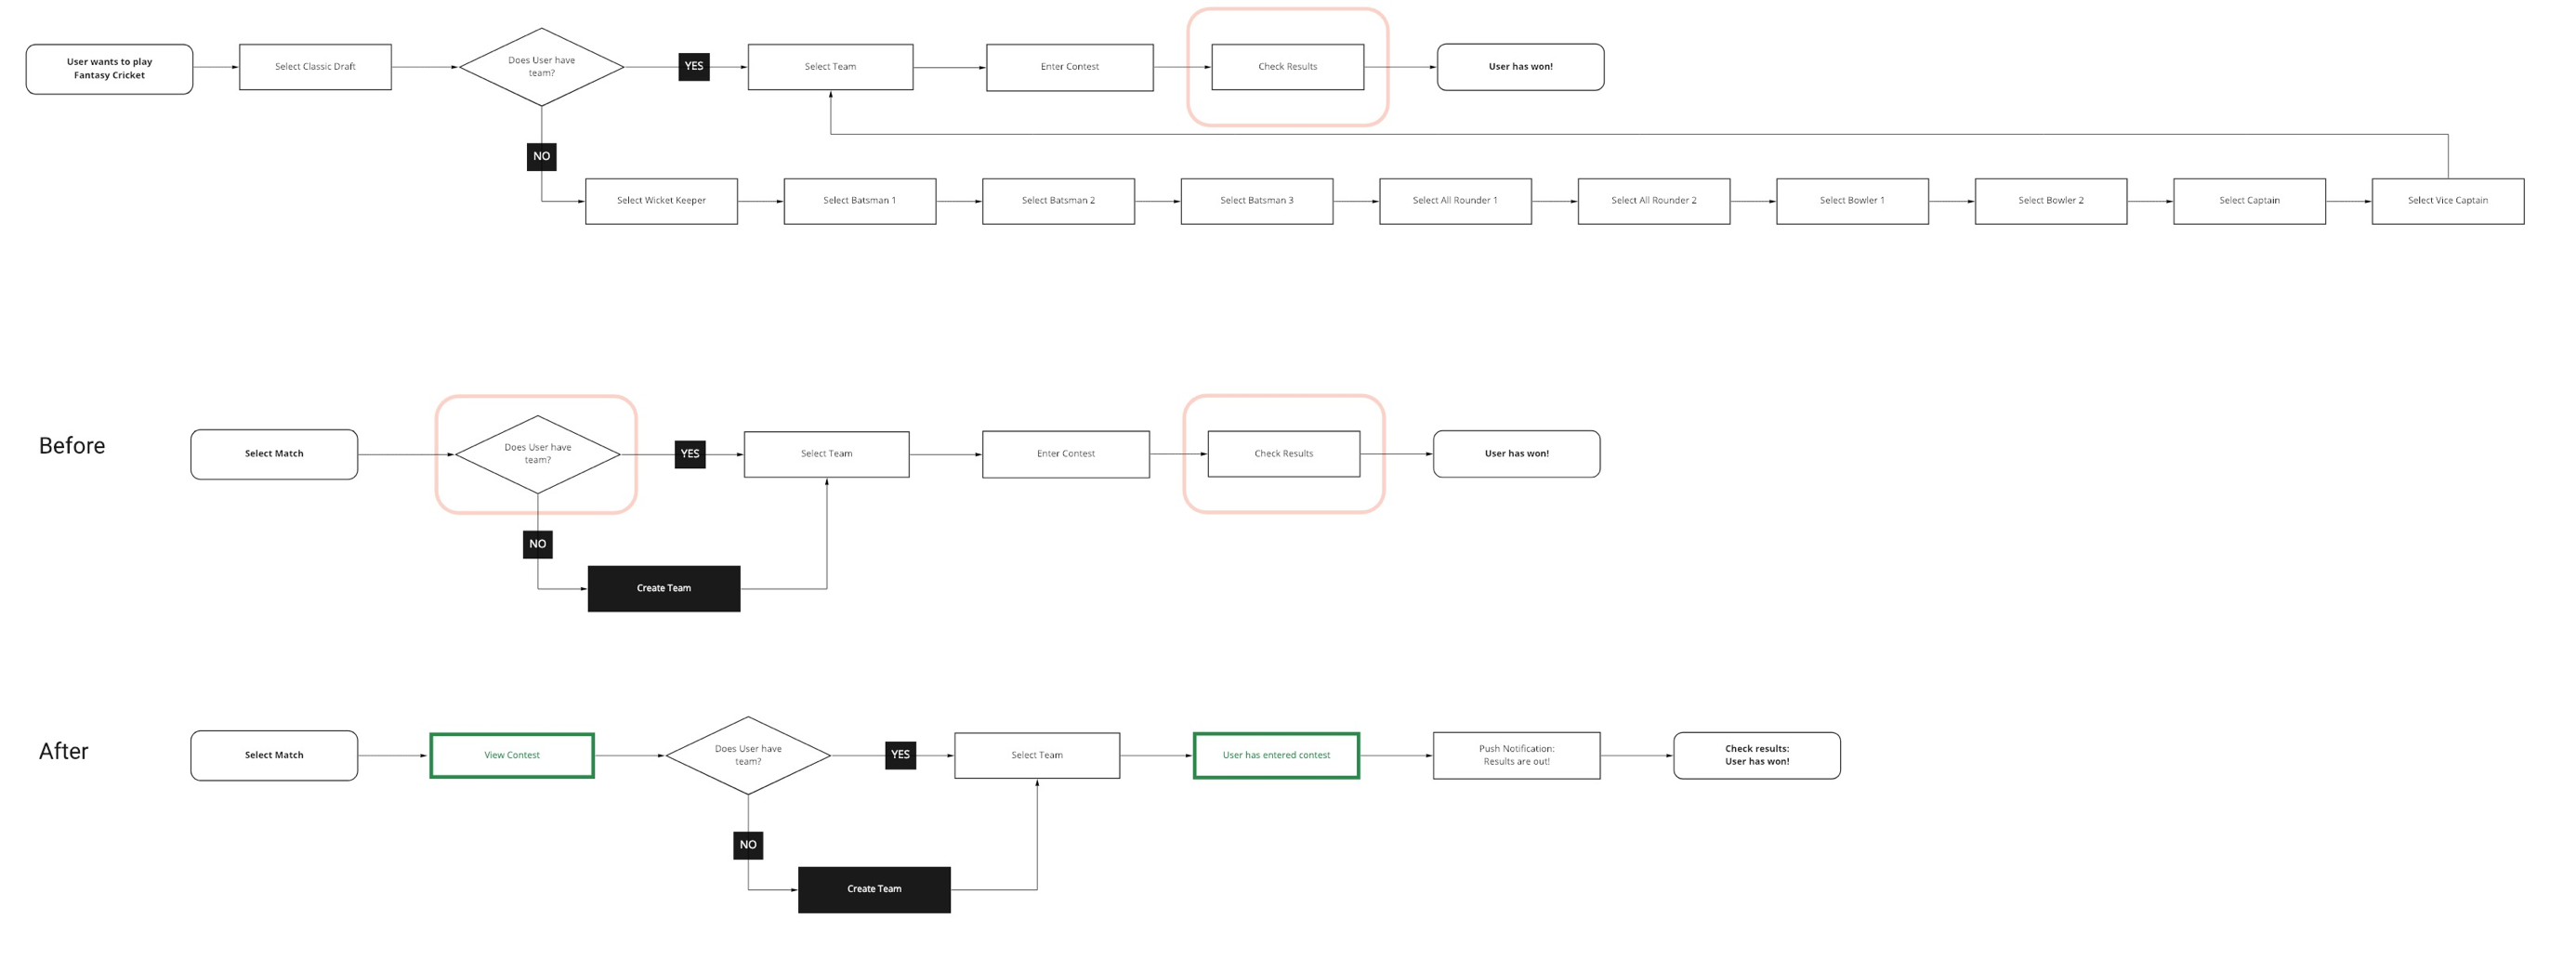 User wants to play
Fantasy Cricket
Select Classic Draft
Does User have
team?
YES
Select Team
Enter Contest
Check Results
User has won!
NO
Select Wicket Keeper
Select Batsman 1
Select Batsman 2
Select Batsman 3
Select All Rounder 1
Select All Rounder 2
Select Bowler 1
Select Bowler 2
Select Captain
Select Vice Captain
Before
Select Match
Does User have
team?
YES
Select Team
Enter Contest
Check Results
User has won!
NO
Create Team
After
Select Match
View Contest
Does User have
team?
YES
Select Team
User has entered contest
Push Notification:
Results are out!
Check results:
User has won!
NO
Create Team